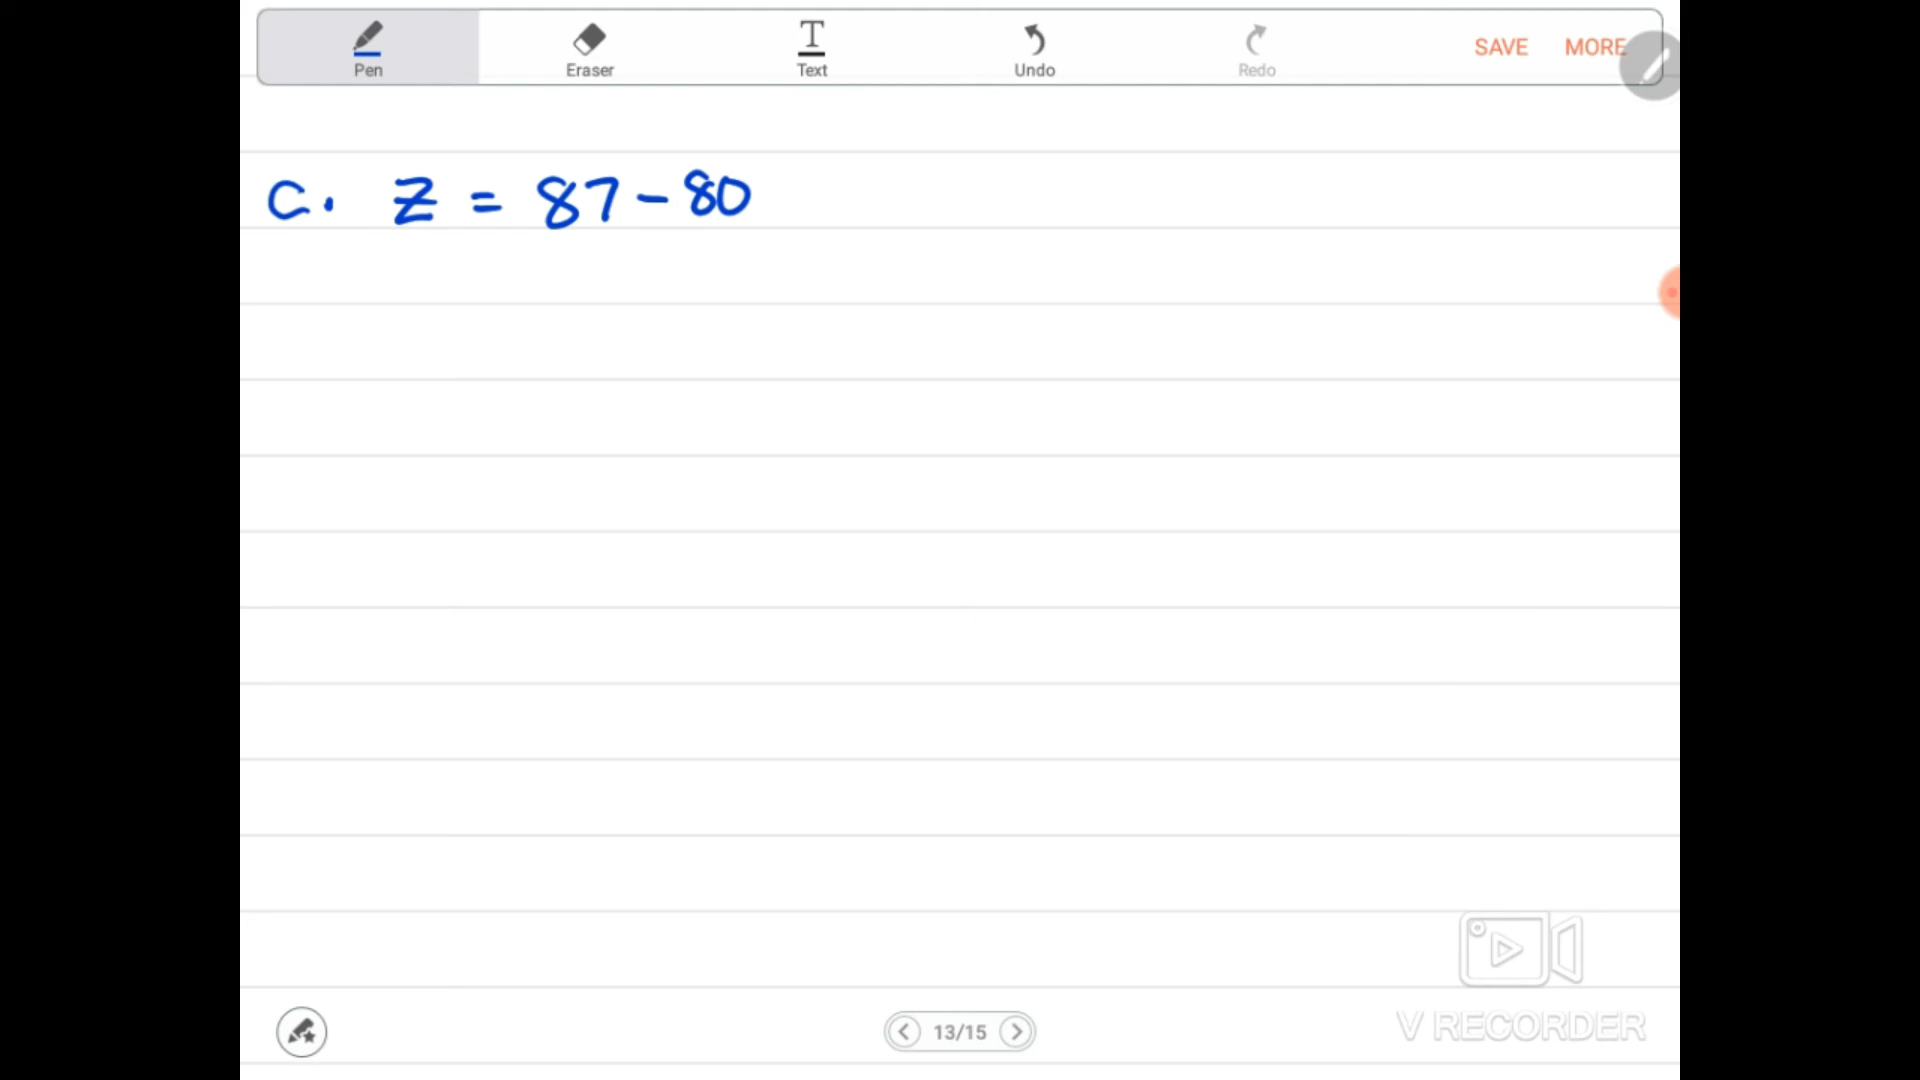 Pen Eraser Text Undo Redo SAVE MORE
C. Z = 87 - 80
13/15
V RECORDER